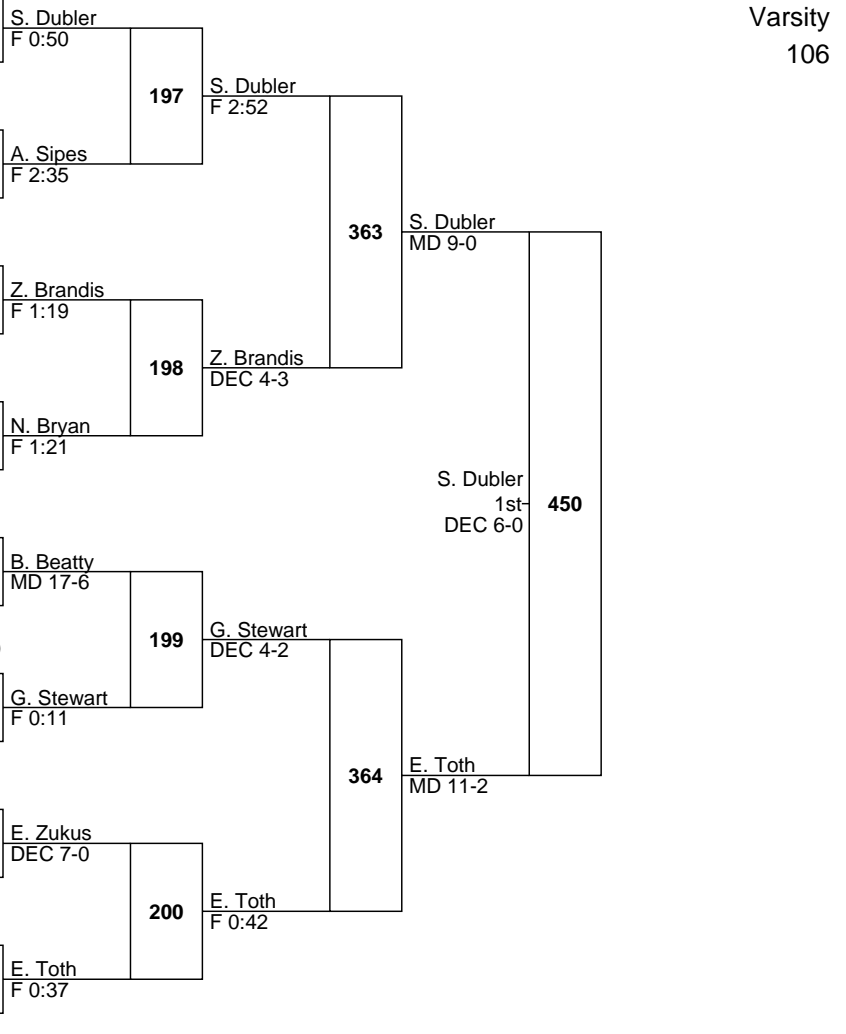 Varsity
106
S. Dubler
F 0:50
197
S. Dubler
F 2:52
A. Sipes
F 2:35
363
S. Dubler
MD 9-0
Z. Brandis
F 1:19
198
Z. Brandis
DEC 4-3
N. Bryan
F 1:21
S. Dubler
1st
DEC 6-0
450
B. Beatty
MD 17-6
199
G. Stewart
DEC 4-2
G. Stewart
F 0:11
364
E. Toth
MD 11-2
E. Zukus
DEC 7-0
200
E. Toth
F 0:42
E. Toth
F 0:37